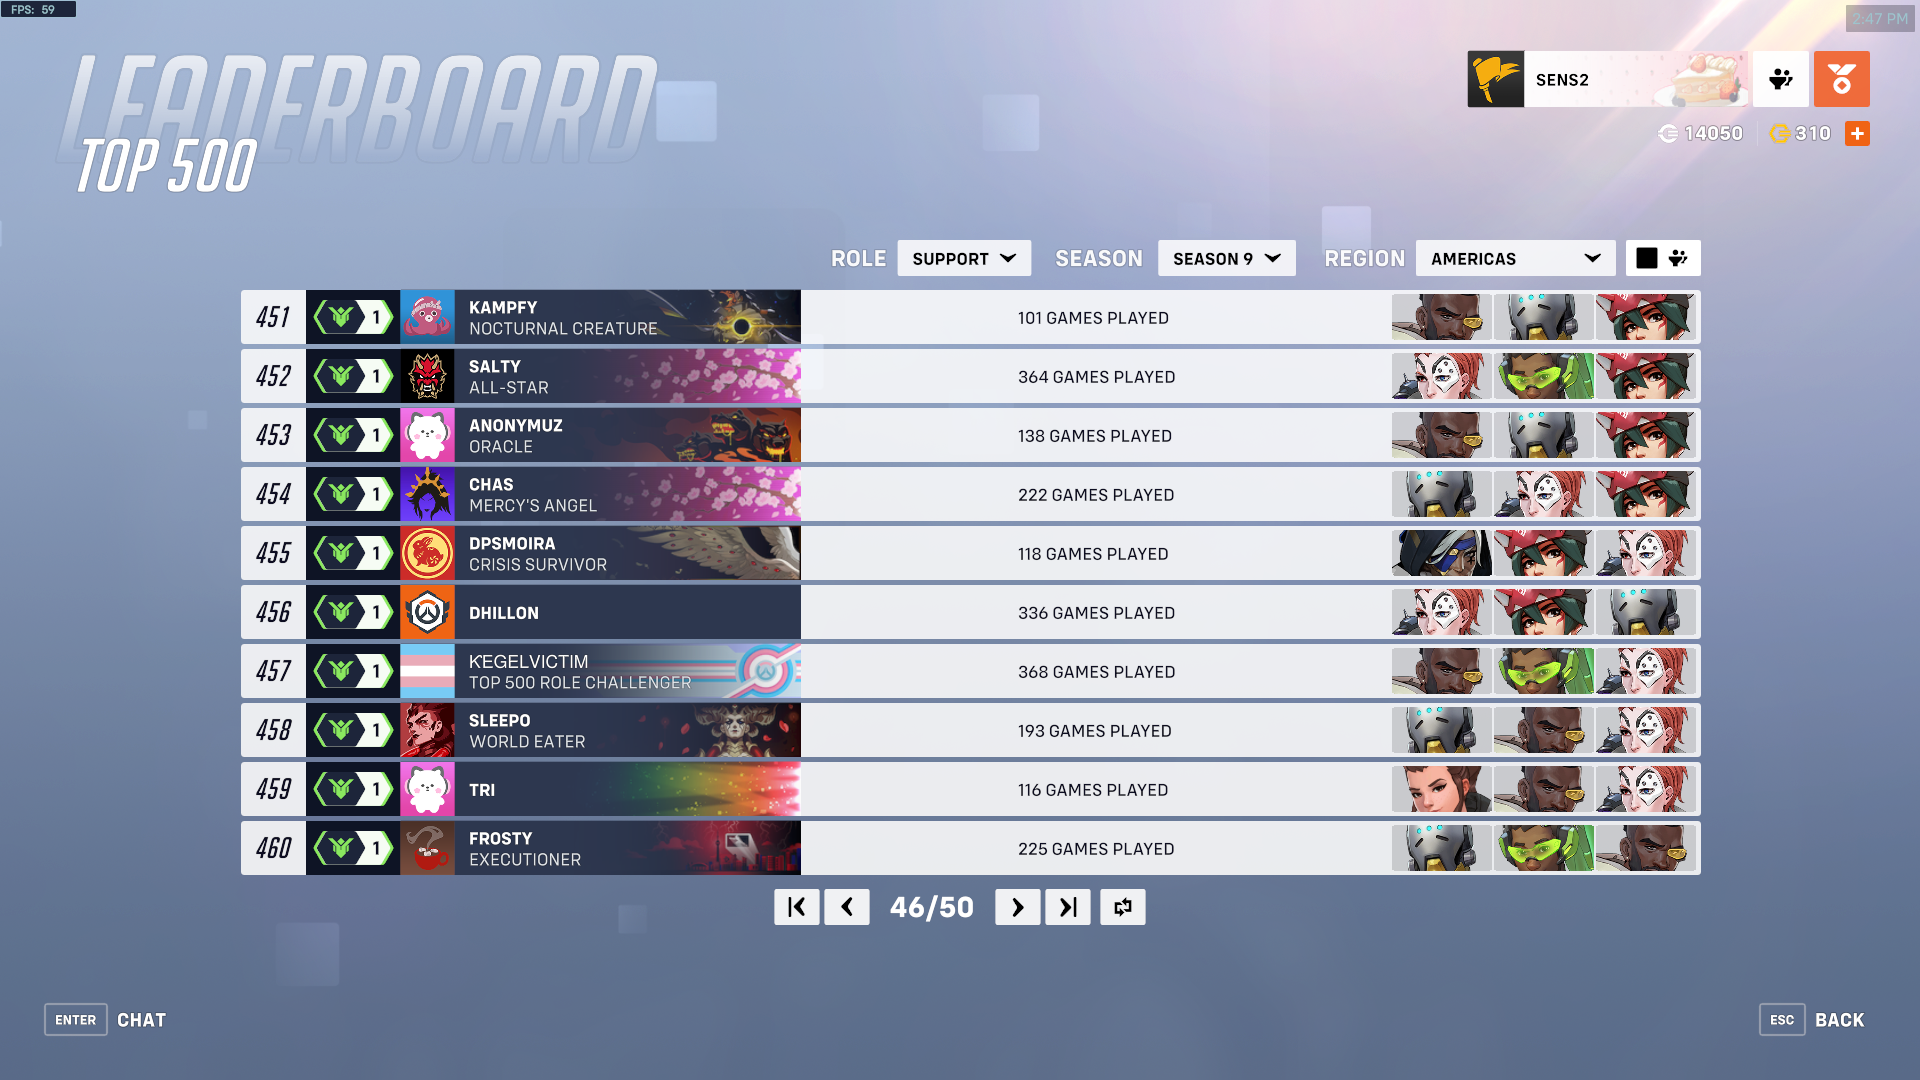 FPS: 59
2:47 PM
LEADERBOARD
TOP 500
SENS2
14050 310 +
ROLE SUPPORT SEASON SEASON 9 REGION AMERICAS
451 1 KAMPFY
NOCTURNAL CREATURE
101 GAMES PLAYED
452 1 SALTY
ALL-STAR
364 GAMES PLAYED
453 1 ANONYMUZ
ORACLE
138 GAMES PLAYED
454 1 CHAS
MERCY'S ANGEL
222 GAMES PLAYED
455 1 DPSMOIRA
CRISIS SURVIVOR
118 GAMES PLAYED
456 1 DHILLON
336 GAMES PLAYED
457 1 KEGELVICTIM
TOP 500 ROLE CHALLENGER
368 GAMES PLAYED
458 1 SLEEPO
WORLD EATER
193 GAMES PLAYED
459 1 TRI
116 GAMES PLAYED
460 1 FROSTY
EXECUTIONER
225 GAMES PLAYED
46/50
ENTER CHAT
ESC BACK